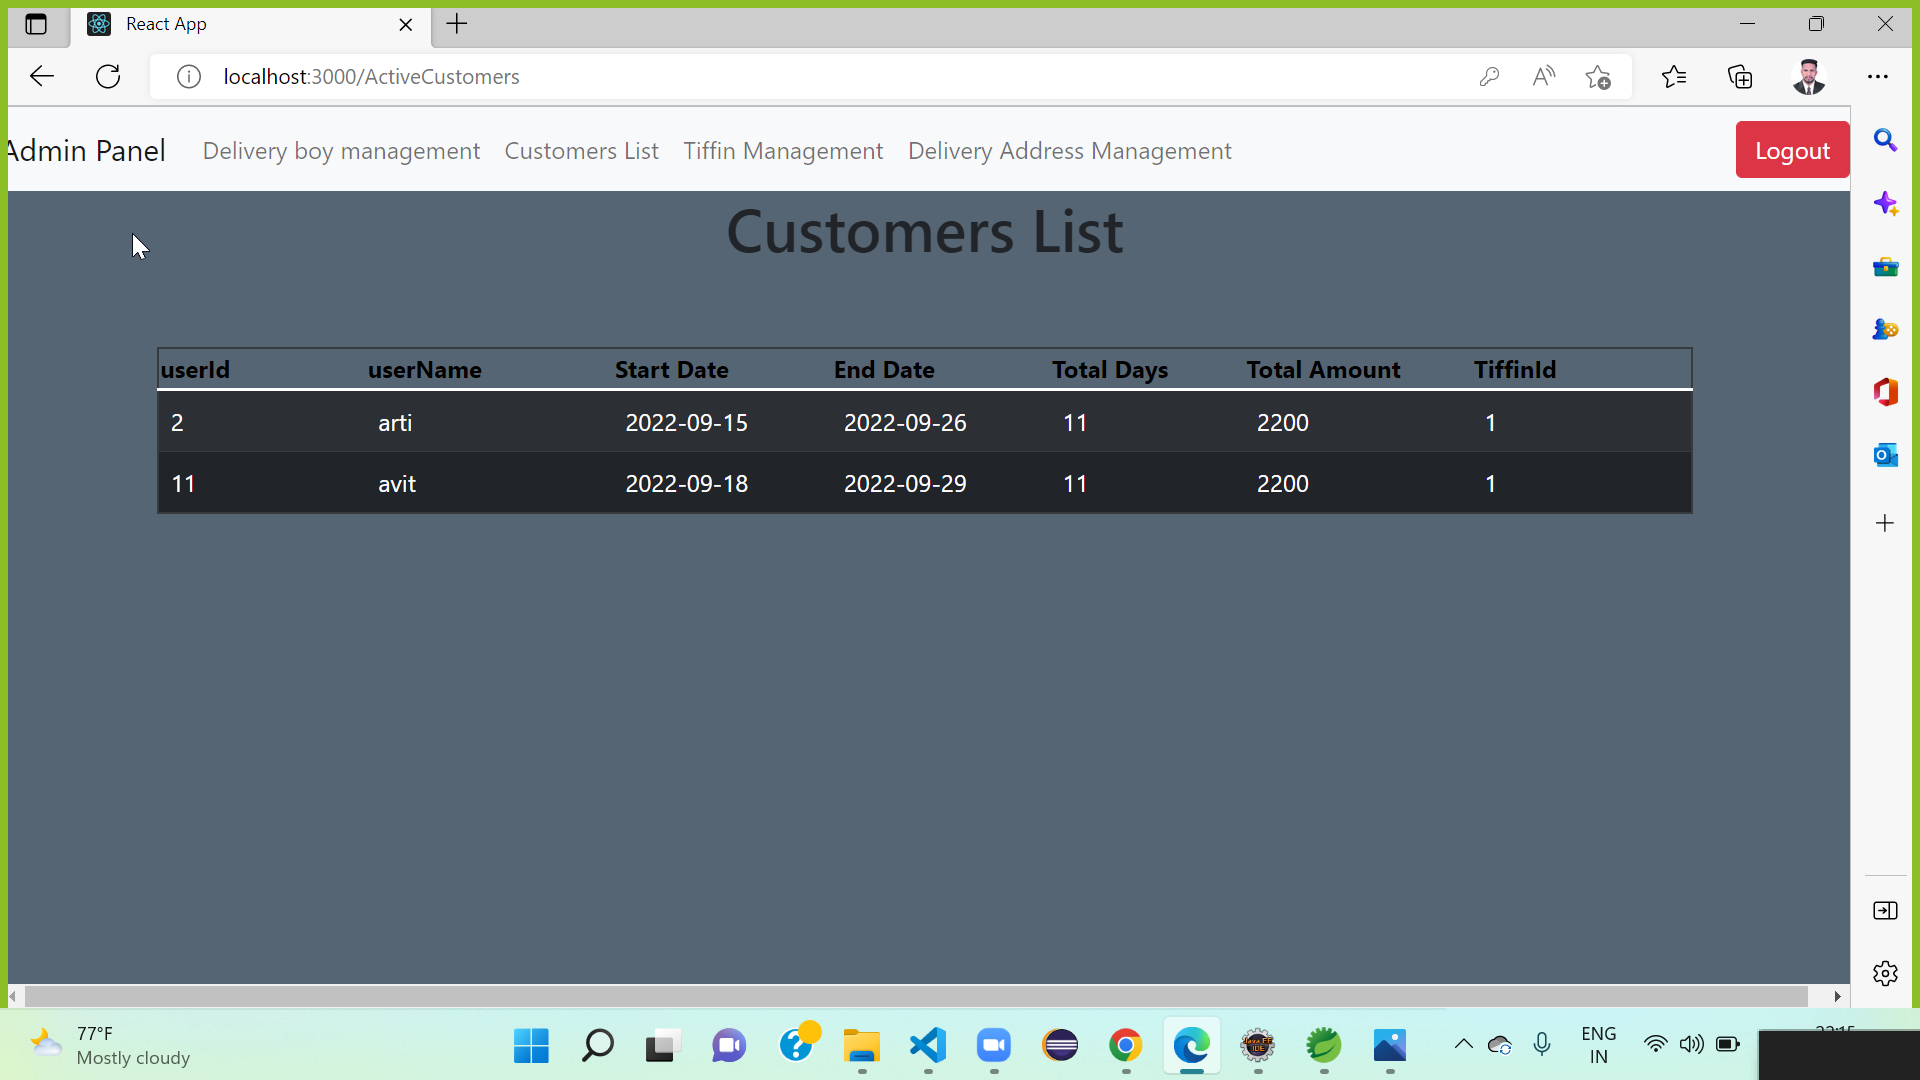 React App
localhost:3000/ActiveCustomers
Admin Panel Delivery boy management Customers List Tiffin Management Delivery Address Management Logout
Customers List
userId userName Start Date End Date Total Days Total Amount TiffinId
2 arti 2022-09-15 2022-09-26 11 2200 1
11 avit 2022-09-18 2022-09-29 11 2200 1
77°F
Mostly cloudy
ENG
IN